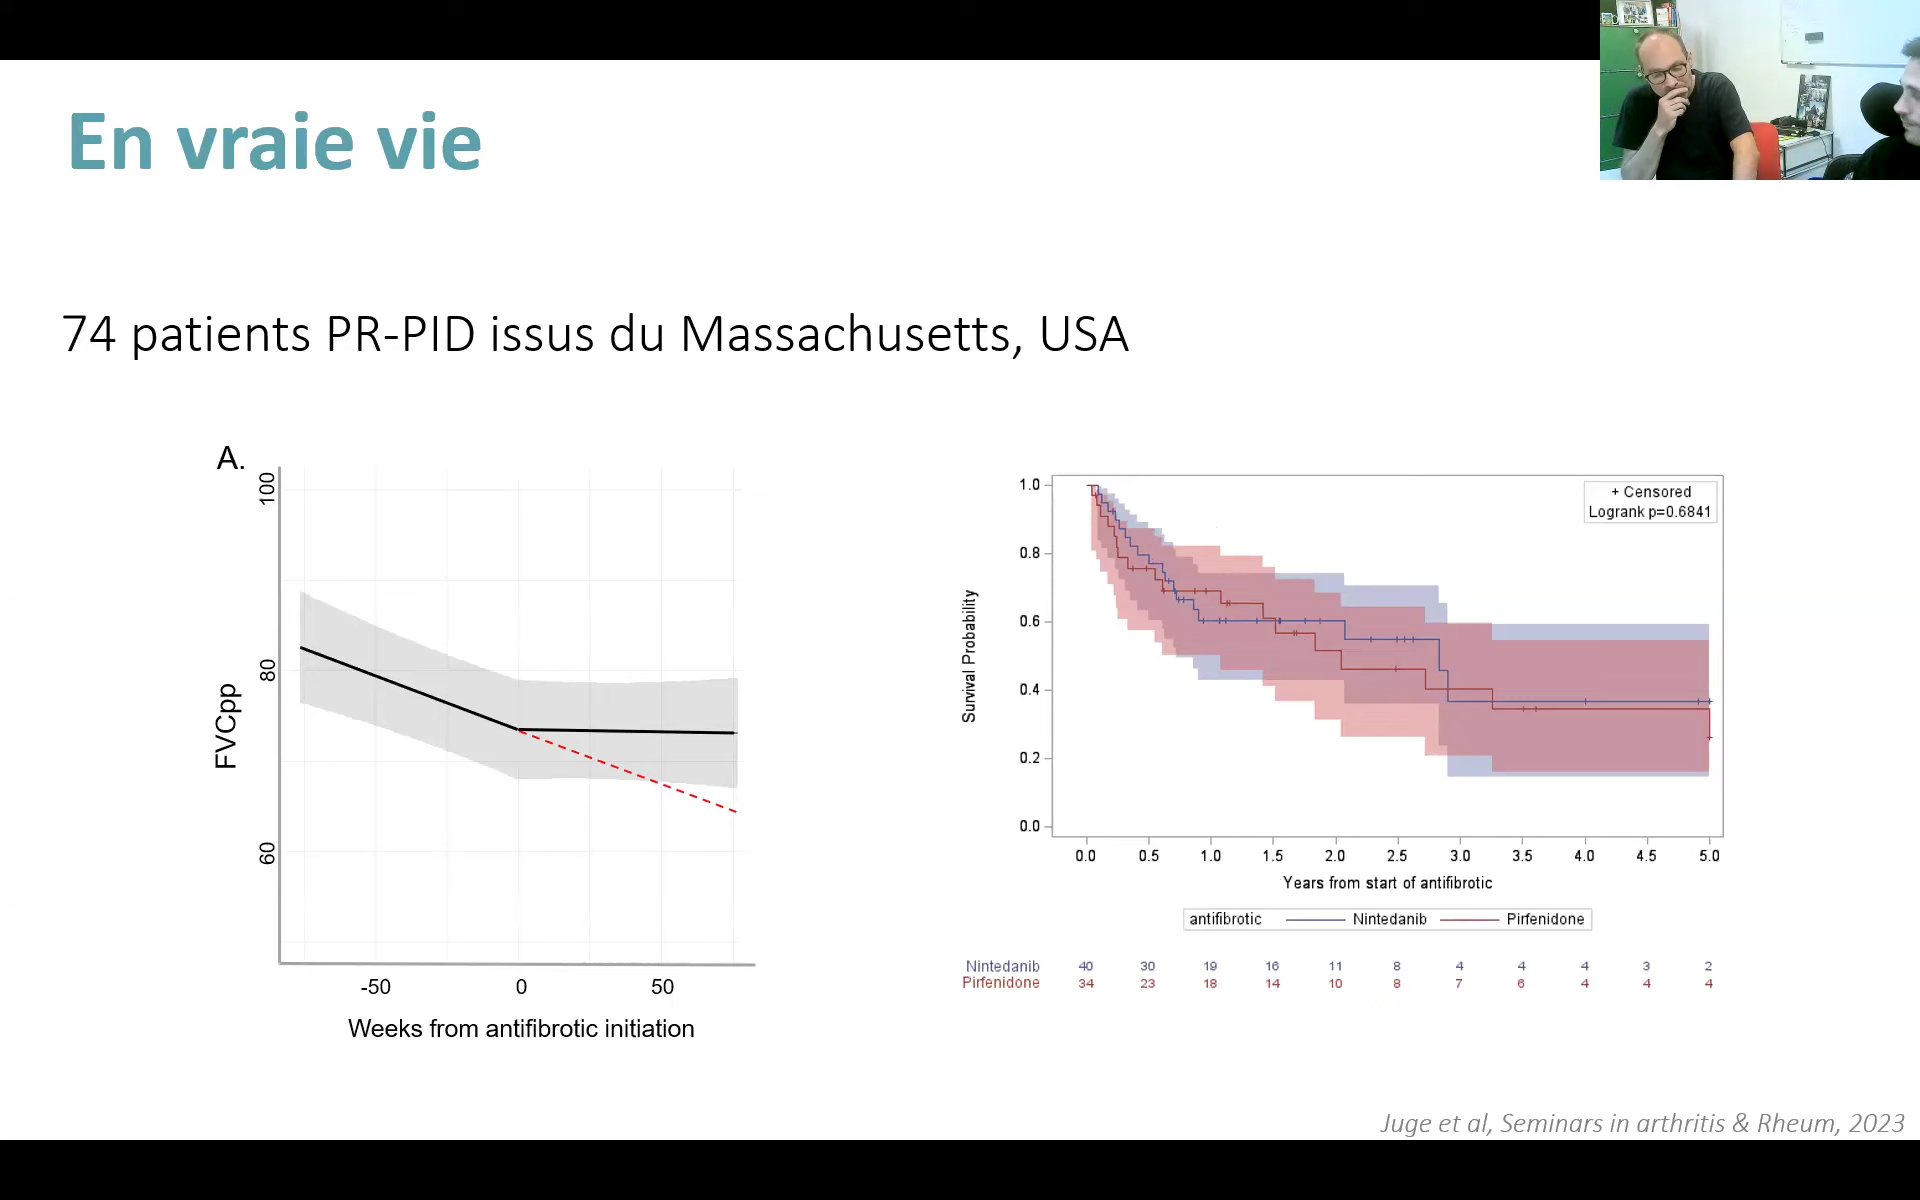 En vraie vie
74 patients PR-PID issus du Massachusetts, USA
A.
100
80
60
FVCpp
-50 0 50
Weeks from antifibrotic initiation
1.0
0.8
0.6
0.4
0.2
0.0
Survival Probability
+ Censored
Logrank p=0.6841
0.0 0.5 1.0 1.5 2.0 2.5 3.0 3.5 4.0 4.5 5.0
Years from start of antifibrotic
antifibrotic Nintedanib Pirfenidone
Nintedanib 40 30 19 16 11 8 4 4 4 3 2
Pirfenidone 34 23 18 14 10 8 7 6 4 4 4
Juge et al, Seminars in arthritis & Rheum, 2023